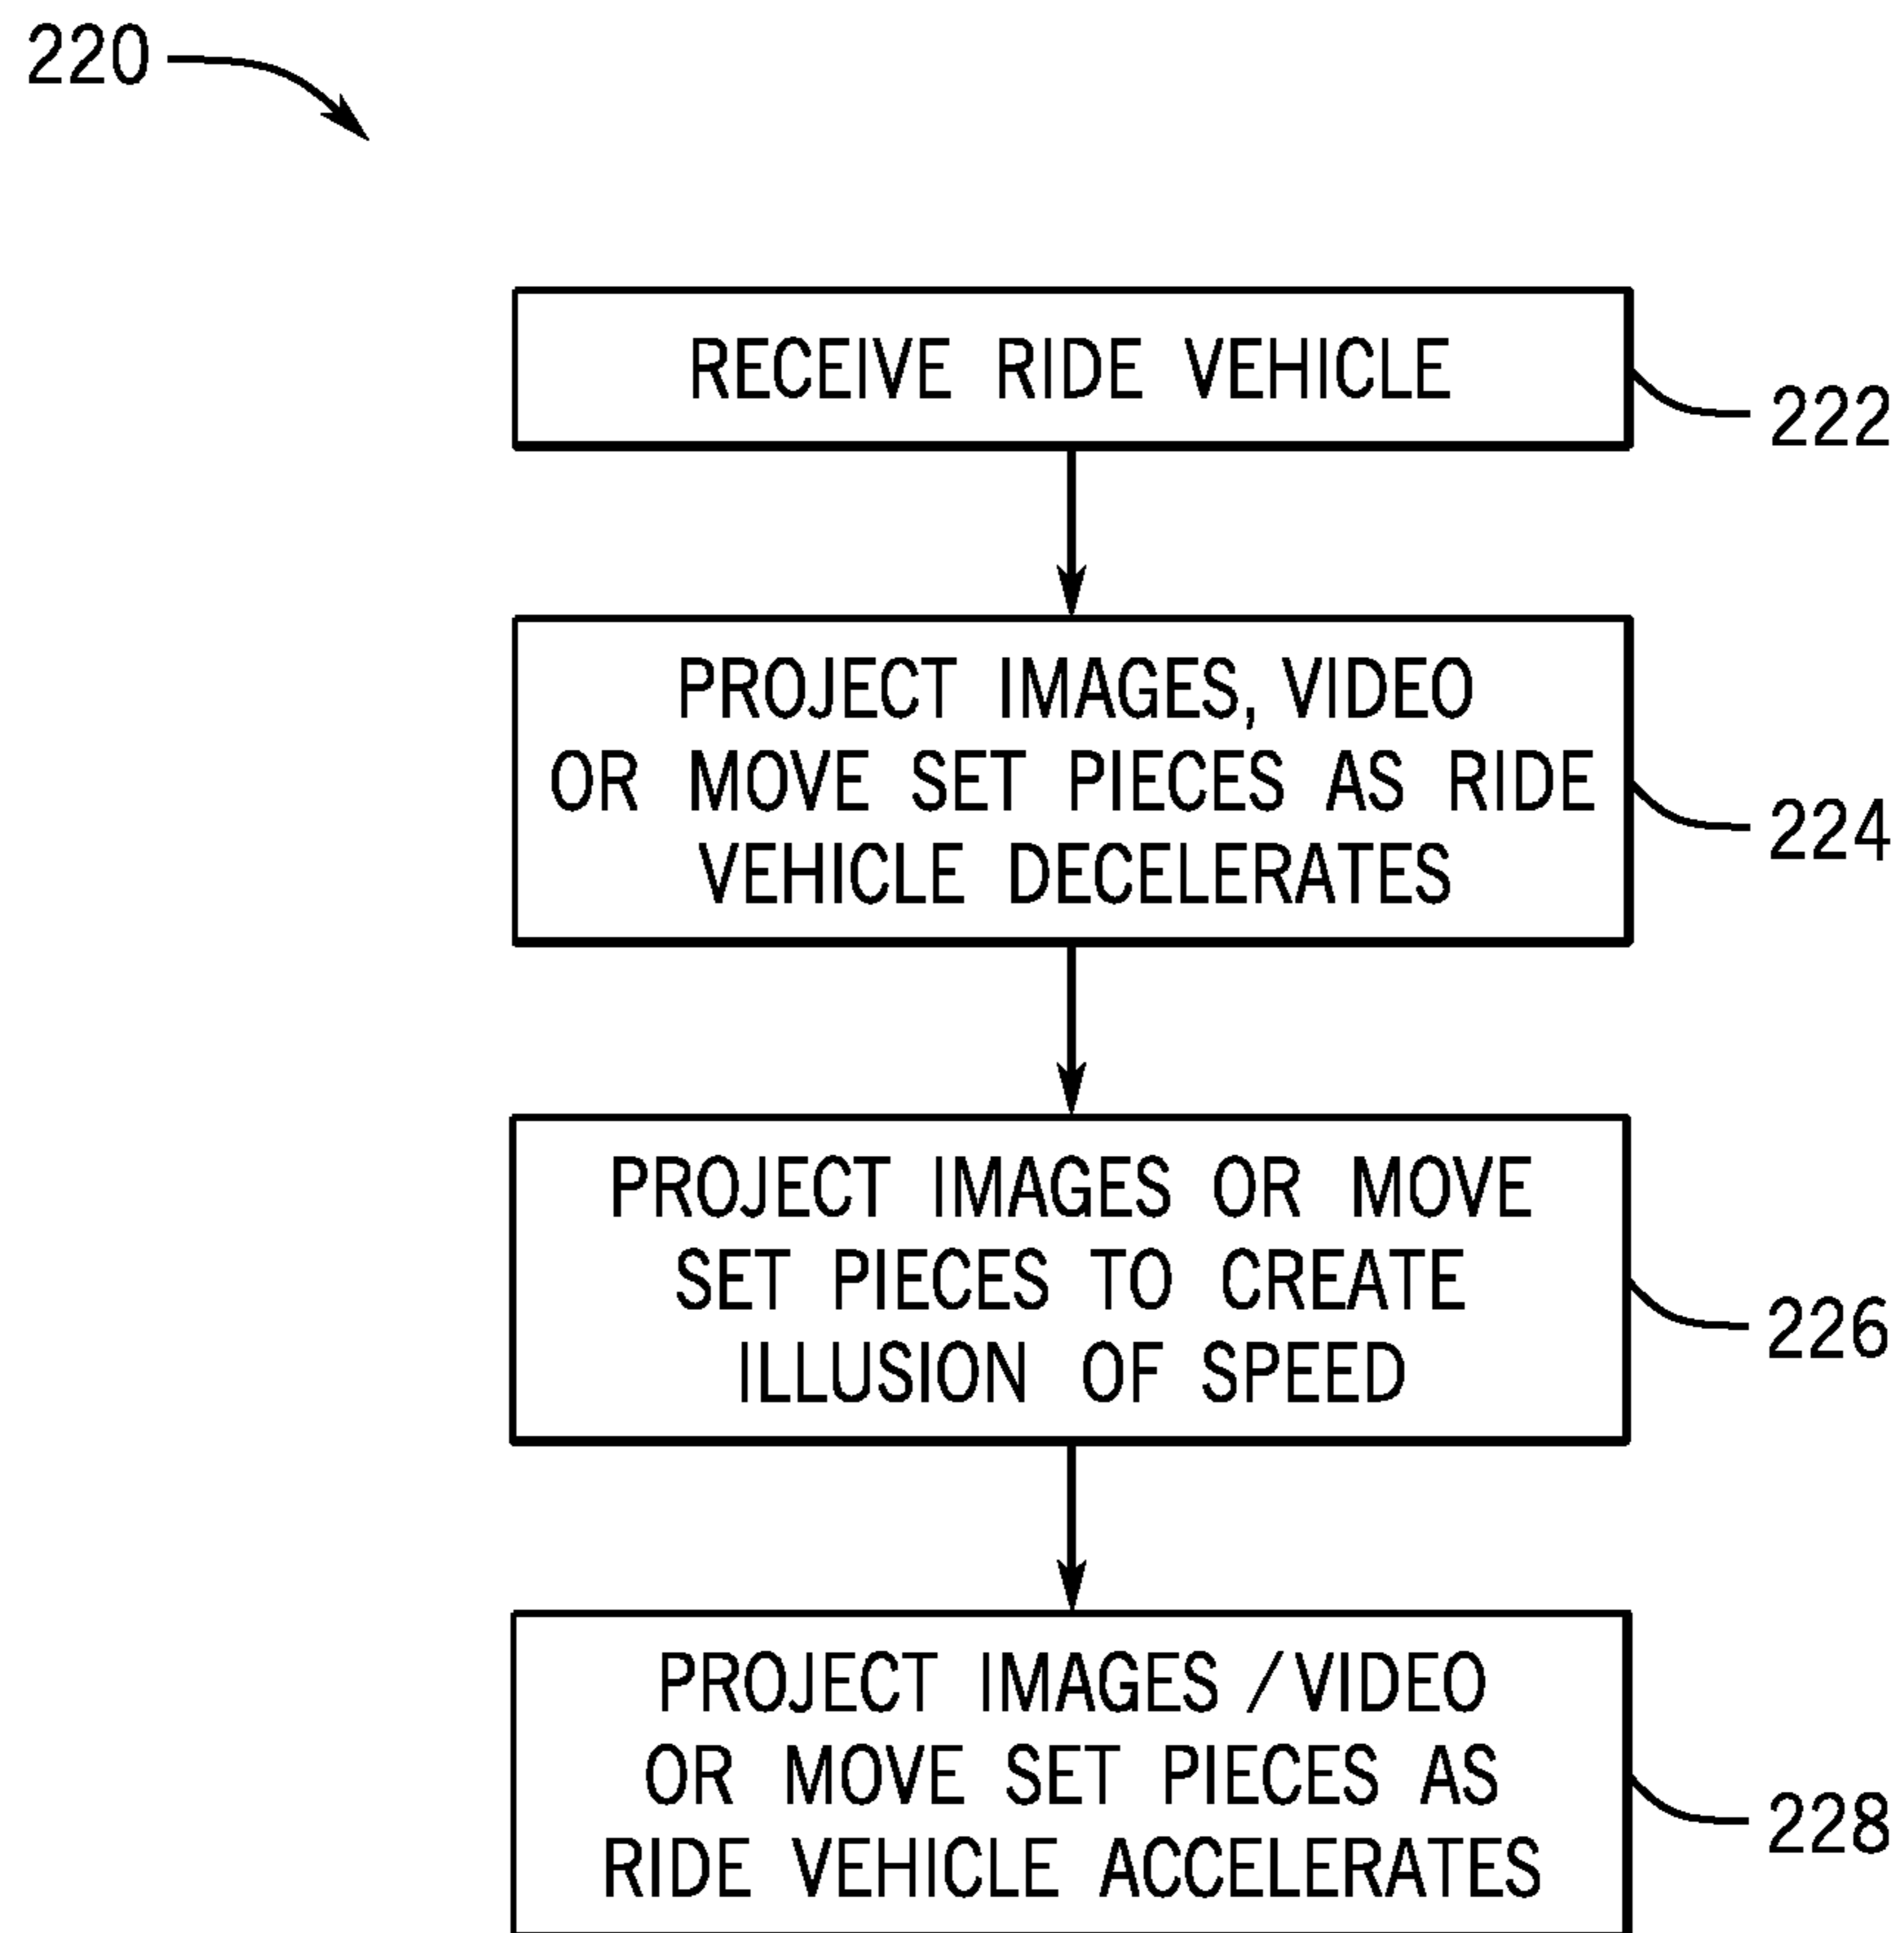 220
RECEIVE RIDE VEHICLE
222
PROJECT IMAGES, VIDEO
OR MOVE SET PIECES AS RIDE
VEHICLE DECELERATES
224
PROJECT IMAGES OR MOVE
SET PIECES TO CREATE
ILLUSION OF SPEED
226
PROJECT IMAGES /VIDEO
OR MOVE SET PIECES AS
RIDE VEHICLE ACCELERATES
228